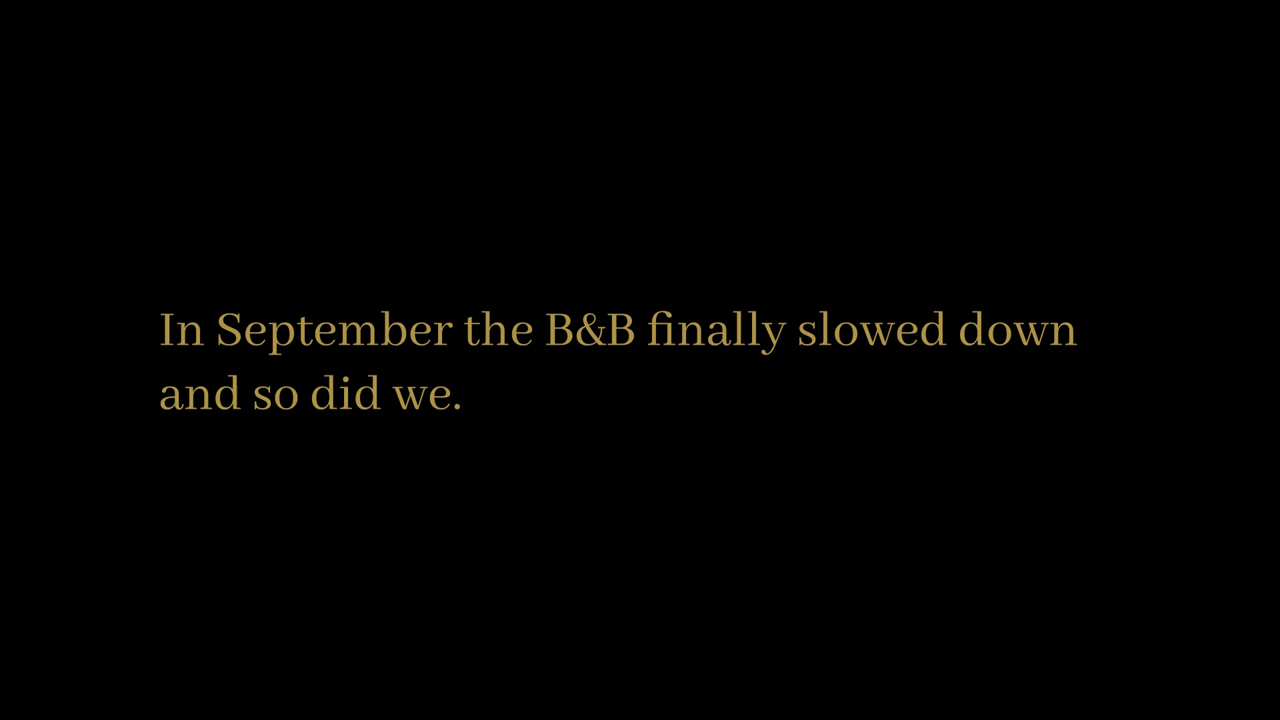 In September the B&B finally slowed down
and so did we.